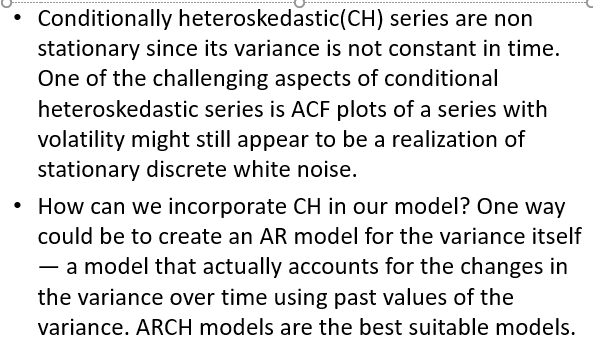 • Conditionally heteroskedastic(CH) series are non
stationary since its variance is not constant in time.
One of the challenging aspects of conditional
heteroskedastic series is ACF plots of a series with
volatility might still appear to be a realization of
stationary discrete white noise.
• How can we incorporate CH in our model? One way
could be to create an AR model for the variance itself
— a model that actually accounts for the changes in
the variance over time using past values of the
variance. ARCH models are the best suitable models.